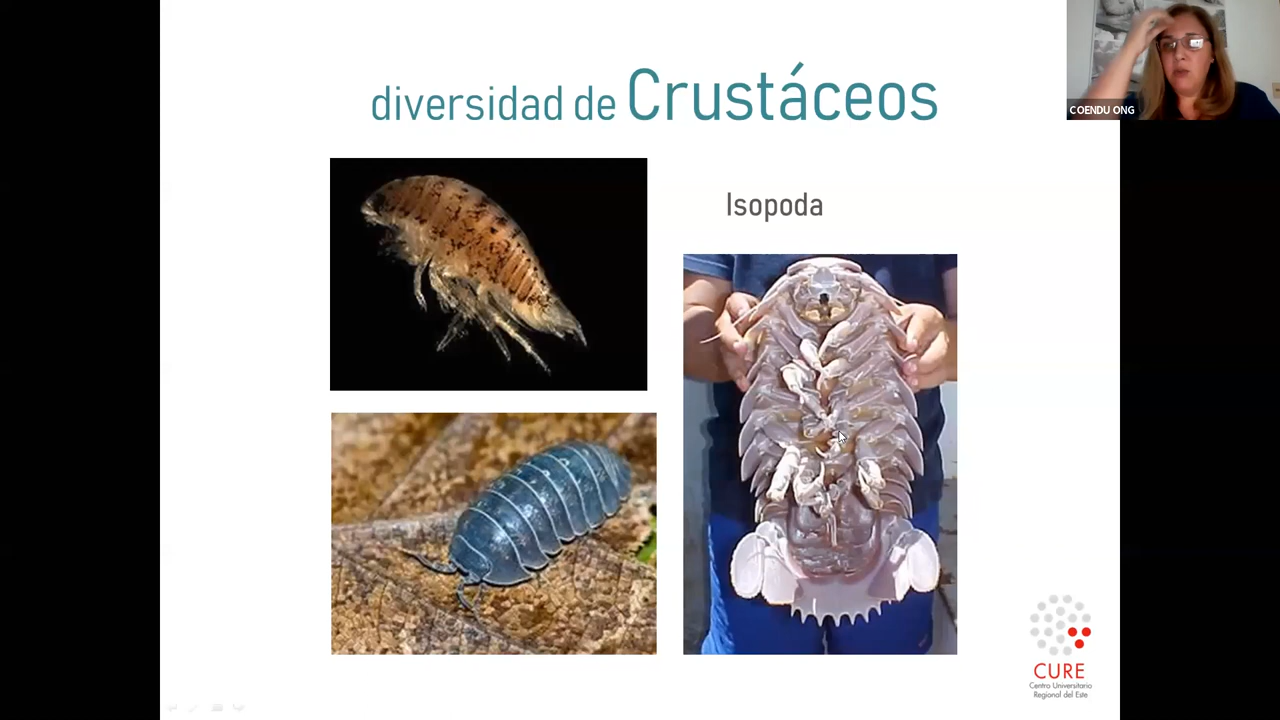 diversidad de Crustáceos
COENDU ONG
Isopoda
CURE
Centro Universitario
Regional del Este